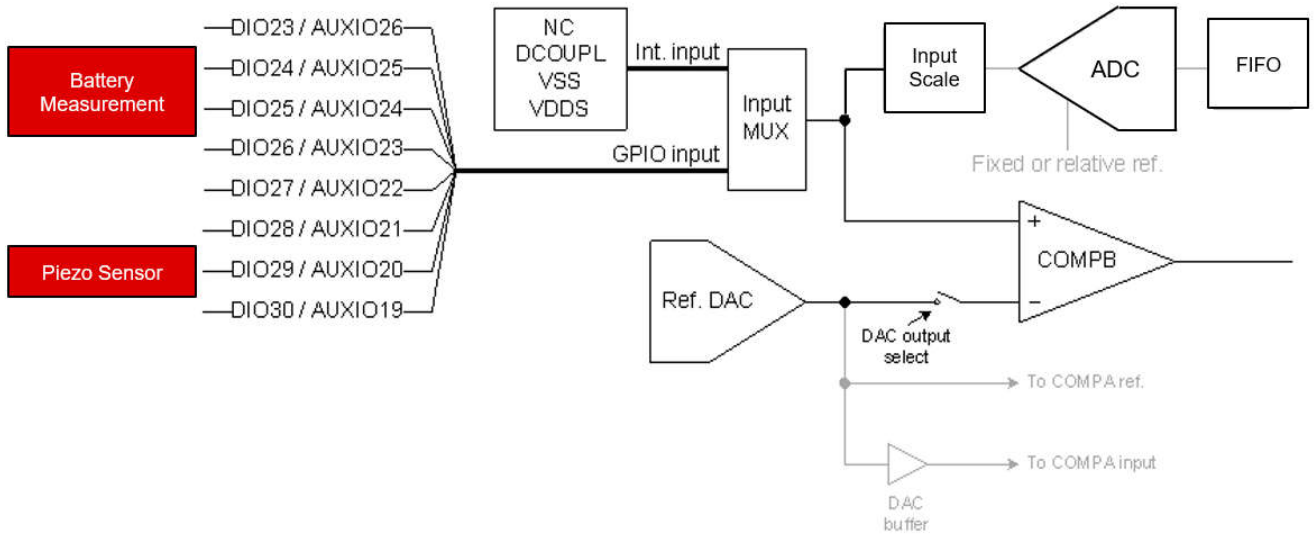 Battery
Measurement
Piezo Sensor
DIO23 / AUXIO26
DIO24 / AUXIO25
DIO25 / AUXIO24
DIO26 / AUXIO23
DIO27 / AUXIO22
DIO28 / AUXIO21
DIO29 / AUXIO20
DIO30 / AUXIO19
NC
DCOUPL
VSS
VDDS
Int. input
GPIO input
Input
MUX
Input
Scale
ADC
FIFO
Fixed or relative ref.
+
COMPB
−
Ref. DAC
DAC output
select
To COMPA ref.
To COMPA input
DAC
buffer